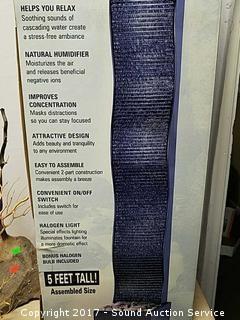 HELPS YOU RELAX
Soothing sounds of
cascading water create
a stress-free ambiance
NATURAL HUMIDIFIER
Moisturizes the air
and releases beneficial
negative ions
IMPROVES
CONCENTRATION
Masks distractions
so you can stay focused
ATTRACTIVE DESIGN
Adds beauty and tranquility
to any environment
EASY TO ASSEMBLE
Convenient 2-part construction
makes assembly a breeze
CONVENIENT ON/OFF
SWITCH
Includes switch for
ease of use
HALOGEN LIGHT
Special effects lighting
illuminates fountain for
a more dramatic effect
BONUS HALOGEN
BULB INCLUDED
5 FEET TALL!
Assembled Size
Copyright 2017 - MaxSold.com